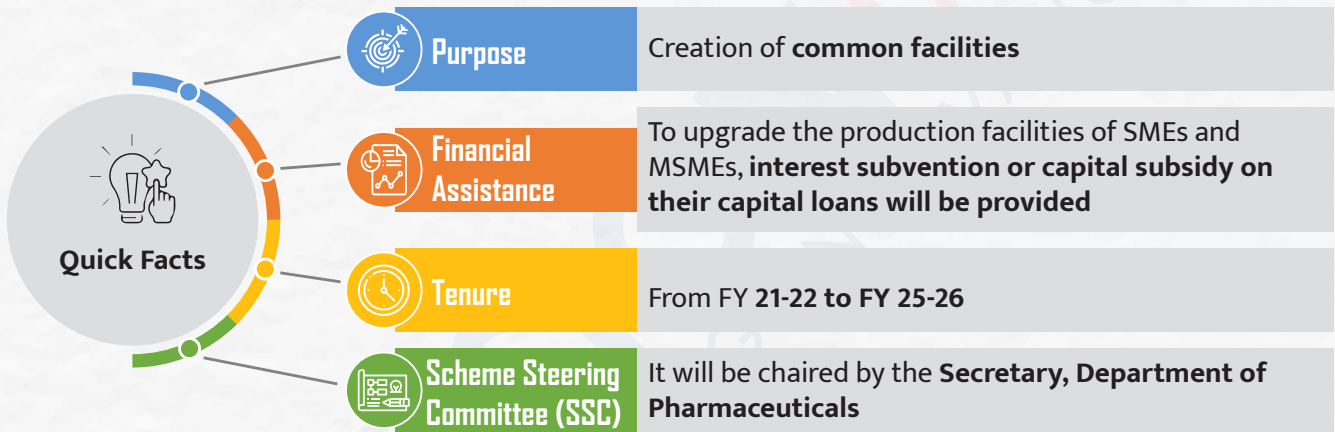 Quick Facts
Purpose
Creation of common facilities
Financial
Assistance
To upgrade the production facilities of SMEs and
MSMEs, interest subvention or capital subsidy on
their capital loans will be provided
Tenure
From FY 21-22 to FY 25-26
Scheme Steering
Committee (SSC)
It will be chaired by the Secretary, Department of
Pharmaceuticals